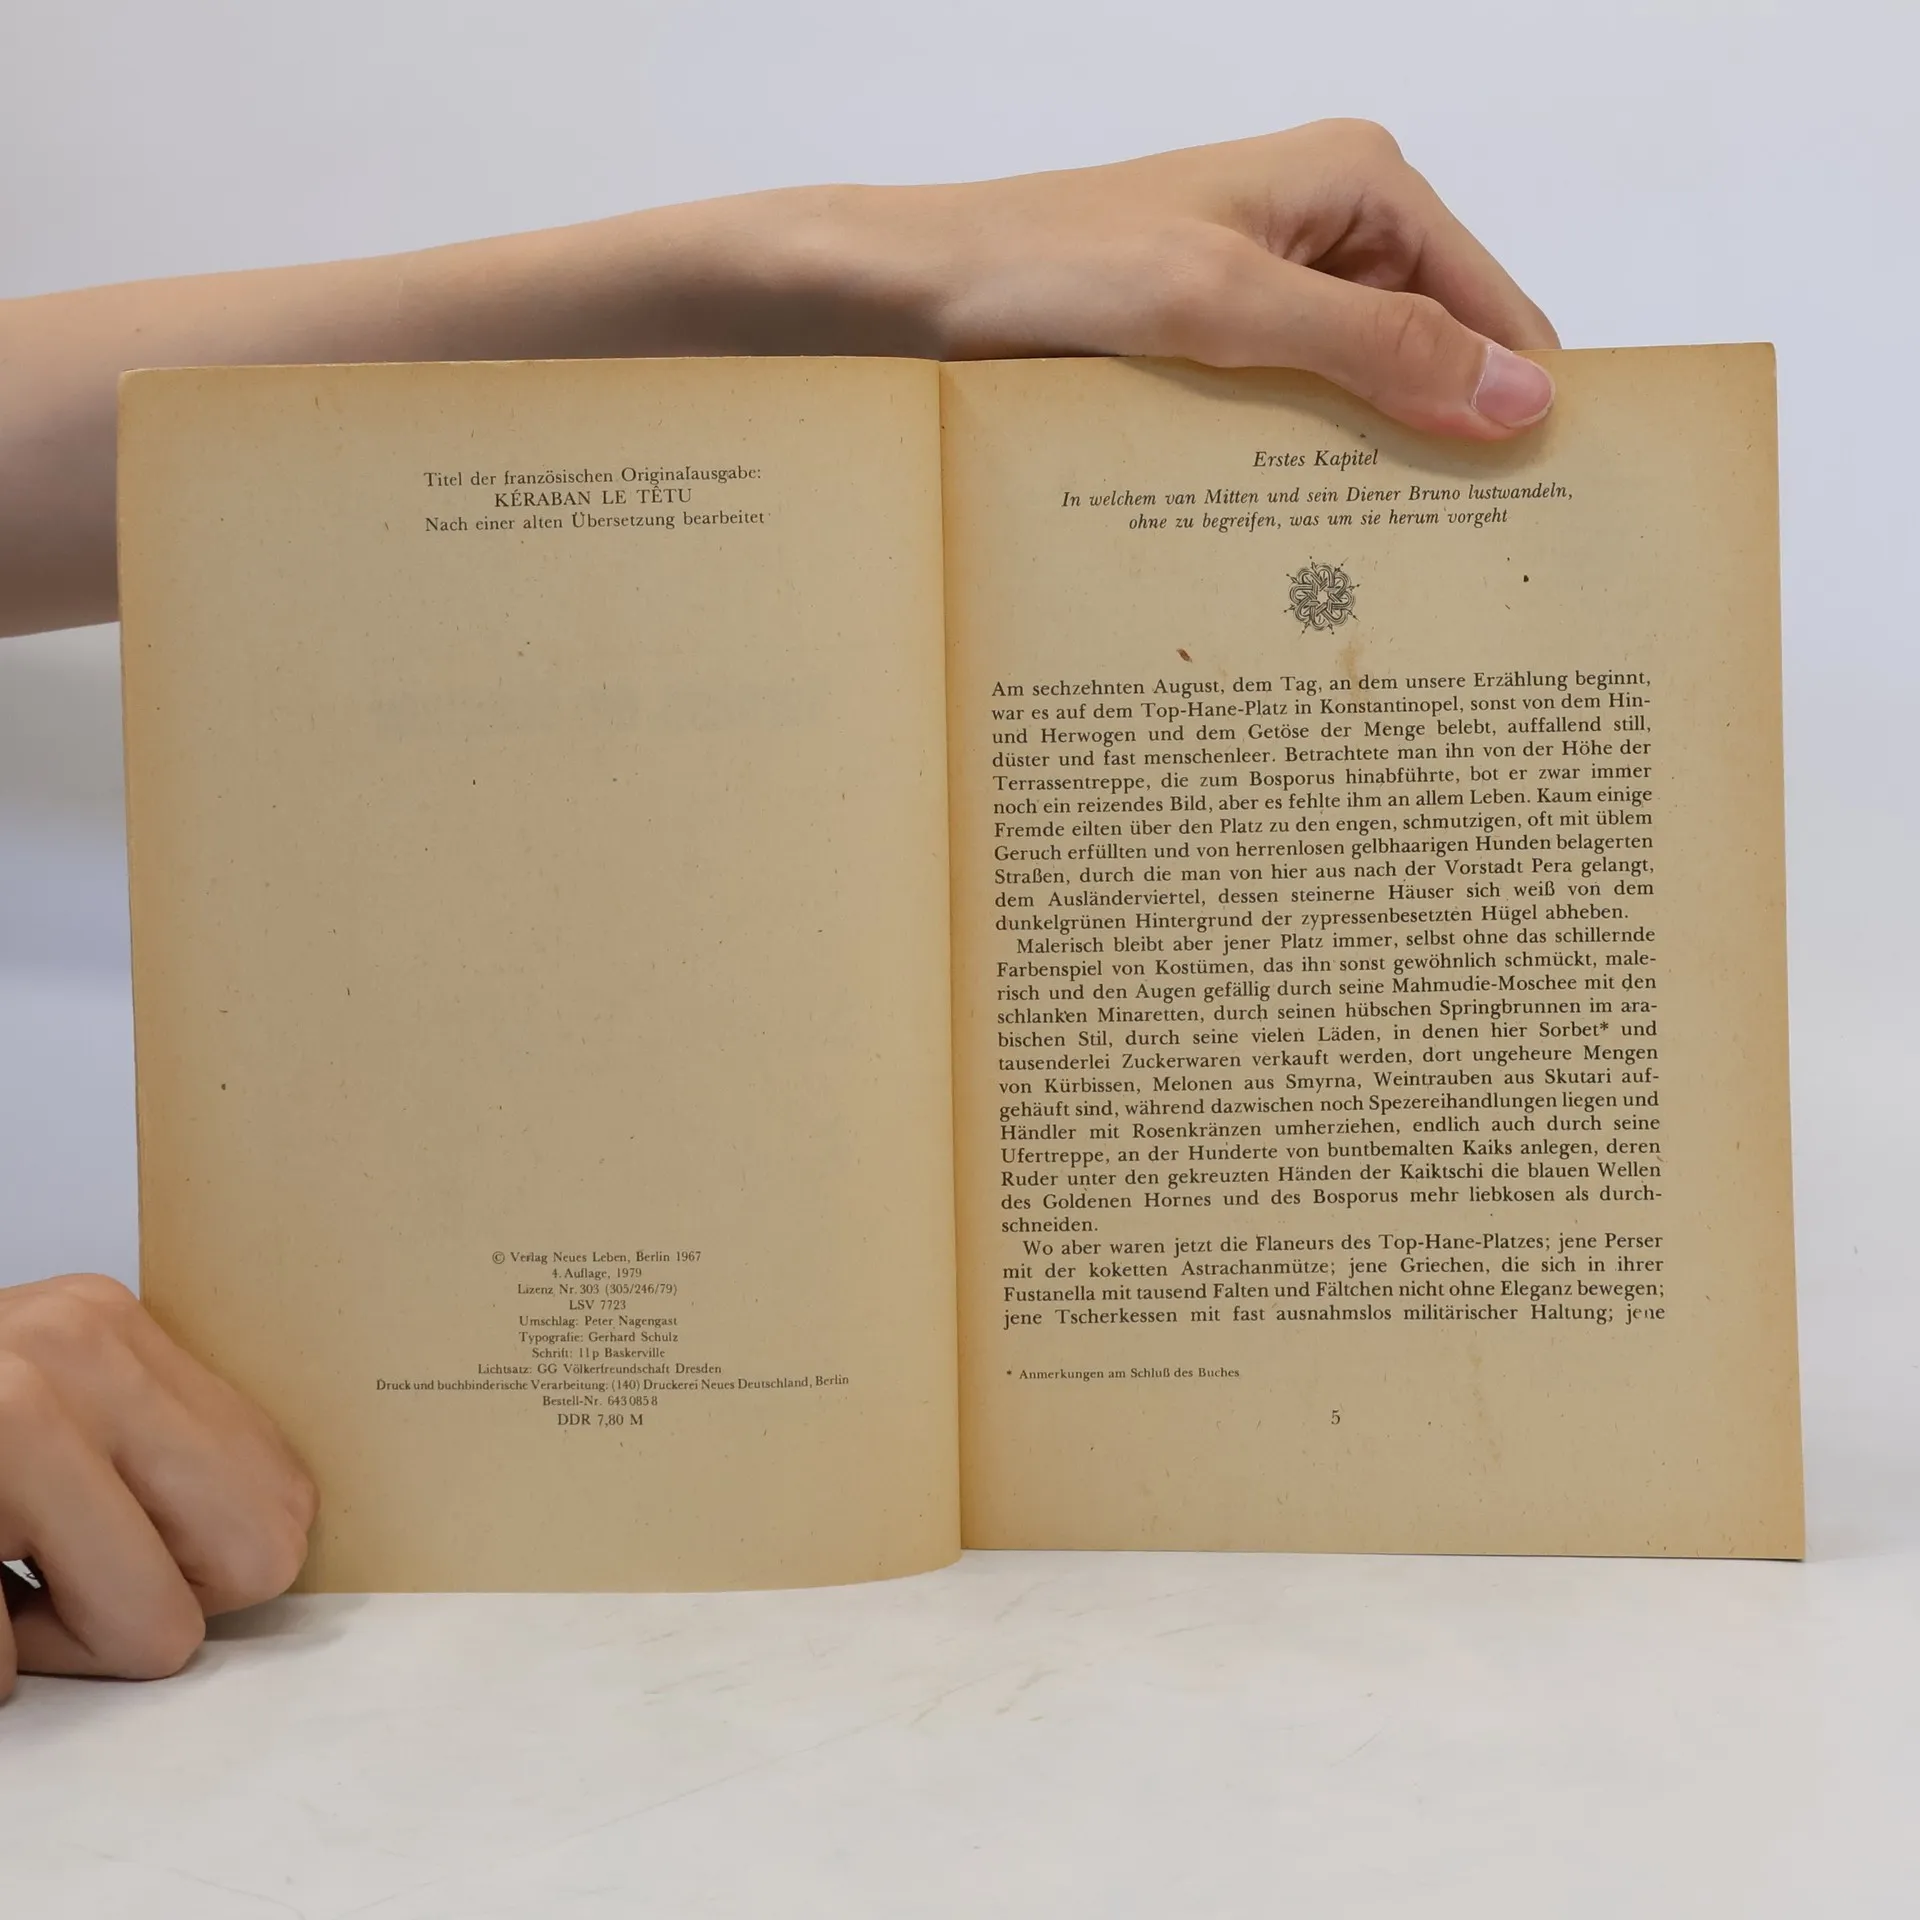 Titel der französischen Originalausgabe:
KÉRABAN LE TÊTU
Nach einer alten Übersetzung bearbeitet
© Verlag Neues Leben, Berlin 1967
4. Auflage, 1979
Lizenz Nr. 303 (305/246/79)
LSV 7723
Umschlag: Peter Nagengast
Typografie: Gerhard Schulz
Schrift: 11p Baskerville
Lichtsatz: GG Völkerfreundschaft Dresden
Druck und buchbinderische Verarbeitung: (140) Druckerei Neues Deutschland, Berlin
Bestell-Nr. 643 085 8
DDR 7,80 M
Erstes Kapitel
In welchem van Mitten und sein Diener Bruno lustwandeln,
ohne zu begreifen, was um sie herum vorgeht
Am sechzehnten August, dem Tag, an dem unsere Erzählung beginnt,
war es auf dem Top-Hane-Platz in Konstantinopel, sonst von dem Hin-
und Herwogen und dem Getöse der Menge belebt, auffallend still,
düster und fast menschenleer. Betrachtete man ihn von der Höhe der
Terrassentreppe, die zum Bosporus hinabführte, bot er zwar immer
noch ein reizendes Bild, aber es fehlte ihm an allem Leben. Kaum einige
Fremde eilten über den Platz zu den engen, schmutzigen, oft mit üblem
Geruch erfüllten und von herrenlosen gelbhaarigen Hunden belagerten
Straßen, durch die man von hier aus nach der Vorstadt Pera gelangt,
dem Ausländerviertel, dessen steinerne Häuser sich weiß von dem
dunkelgrünen Hintergrund der zypressenbesetzten Hügel abheben.
Malerisch bleibt aber jener Platz immer, selbst ohne das schillernde
Farbenspiel von Kostümen, das ihn sonst gewöhnlich schmückt, male-
risch und den Augen gefällig durch seine Mahmudie-Moschee mit den
schlanken Minaretten, durch seinen hübschen Springbrunnen im ara-
bischen Stil, durch seine vielen Läden, in denen hier Sorbet* und
tausenderlei Zuckerwaren verkauft werden, dort ungeheure Mengen
von Kürbissen, Melonen aus Smyrna, Weintrauben aus Skutari auf-
gehäuft sind, während dazwischen noch Spezereihandlungen liegen und
Händler mit Rosenkränzen umherziehen, endlich auch durch seine
Ufertreppe, an der Hunderte von buntbemalten Kaiks anlegen, deren
Ruder unter den gekreuzten Händen der Kaiktschi die blauen Wellen
des Goldenen Hornes und des Bosporus mehr liebkosen als durch-
schneiden.
Wo aber waren jetzt die Flaneurs des Top-Hane-Platzes; jene Perser
mit der koketten Astrachanmütze; jene Griechen, die sich in ihrer
Fustanella mit tausend Falten und Fältchen nicht ohne Eleganz bewegen;
jene Tscherkessen mit fast ausnahmslos militärischer Haltung; jene
* Anmerkungen am Schluß des Buches
5